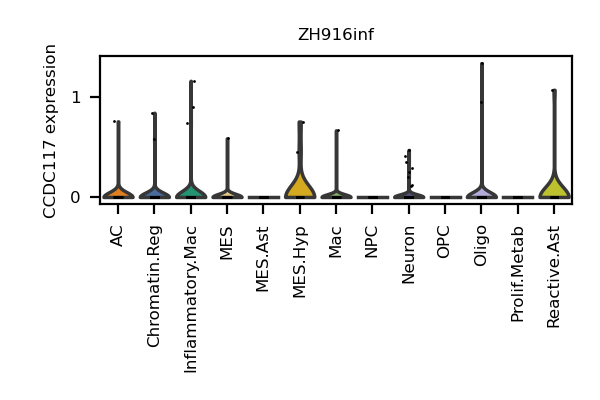 ZH916inf
CCDC117 expression
1
0
AC
Chromatin.Reg
Inflammatory.Mac
MES
MES.Ast
MES.Hyp
Mac
NPC
Neuron
OPC
Oligo
Prolif.Metab
Reactive.Ast